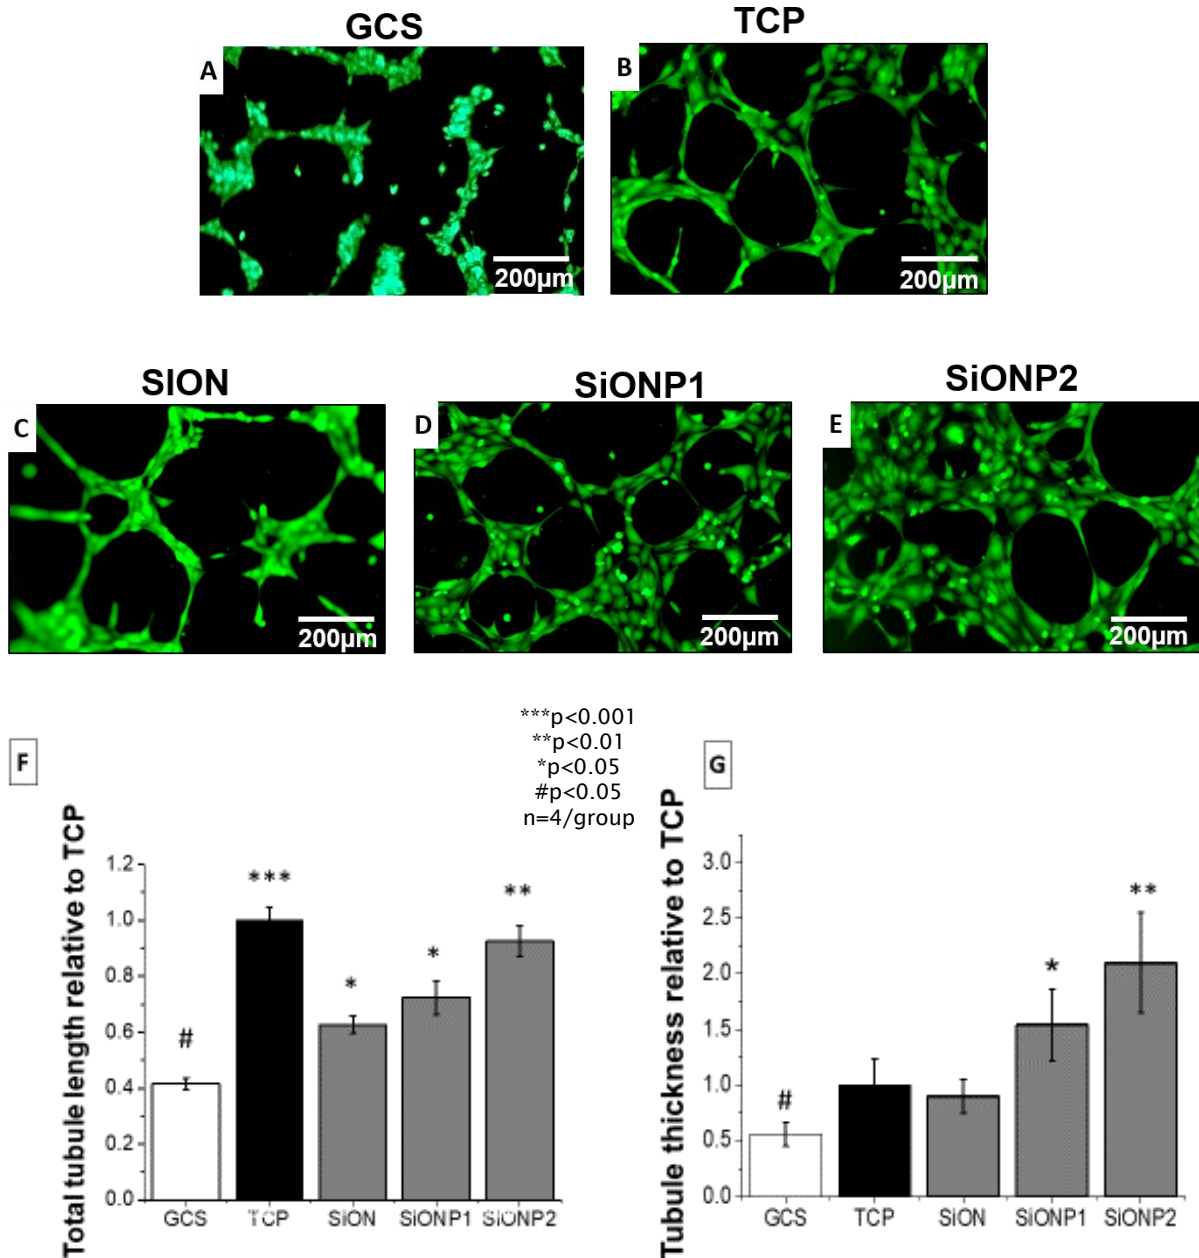 GCS
TCP
A
B
200µm
200µm
SION
SiONP1
SiONP2
C
D
E
200µm
200µm
200µm
***p<0.001
**p<0.01
*p<0.05
#p<0.05
n=4/group
F
Total tubule length relative to TCP
1.2
1.0
0.8
0.6
0.4
0.2
0.0
#
***
*
*
**
GCS
TCP
SiON
SiONP1
SiONP2
G
Tubule thickness relative to TCP
3.0
2.5
2.0
1.5
1.0
0.5
0.0
#
*
**
GCS
TCP
SiON
SiONP1
SiONP2